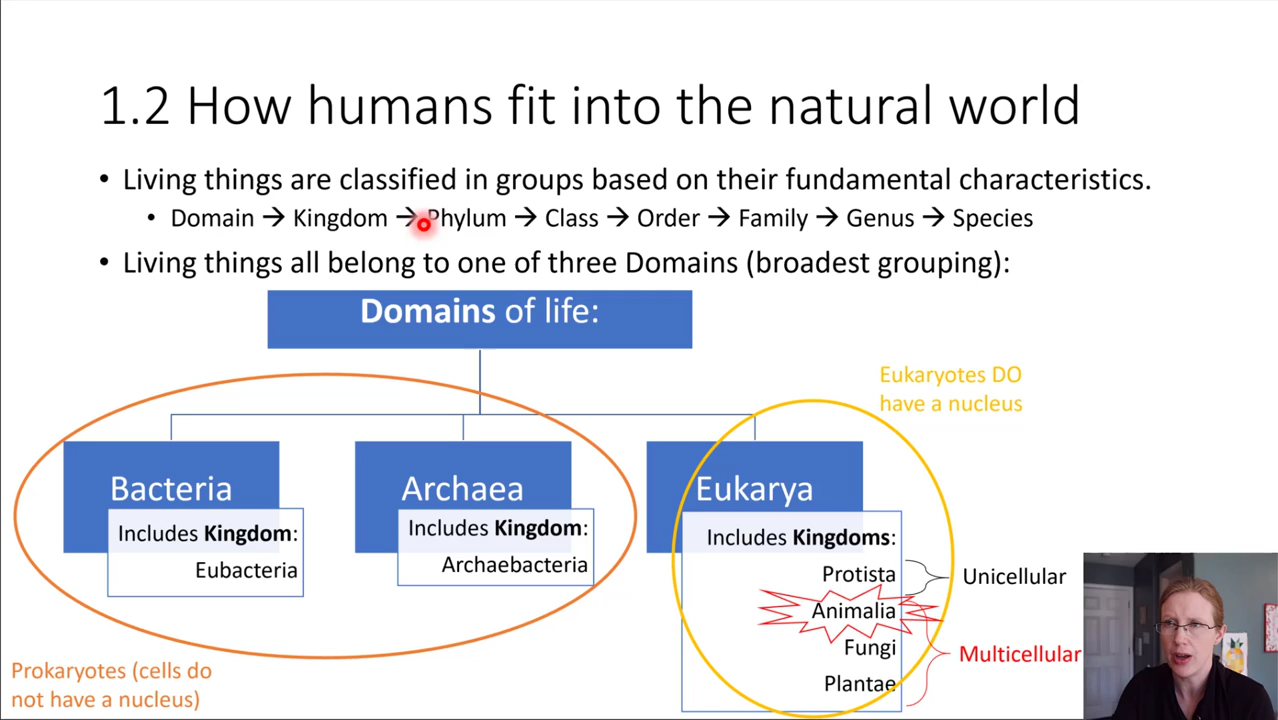 1.2 How humans fit into the natural world
• Living things are classified in groups based on their fundamental characteristics.
• Domain → Kingdom → Phylum → Class → Order → Family → Genus → Species
• Living things all belong to one of three Domains (broadest grouping):
Domains of life:
Eukaryotes DO
have a nucleus
Bacteria
Includes Kingdom:
Eubacteria
Archaea
Includes Kingdom:
Archaebacteria
Eukarya
Includes Kingdoms:
Protista
Animalia
Fungi
Plantae
Unicellular
Multicellular
Prokaryotes (cells do
not have a nucleus)